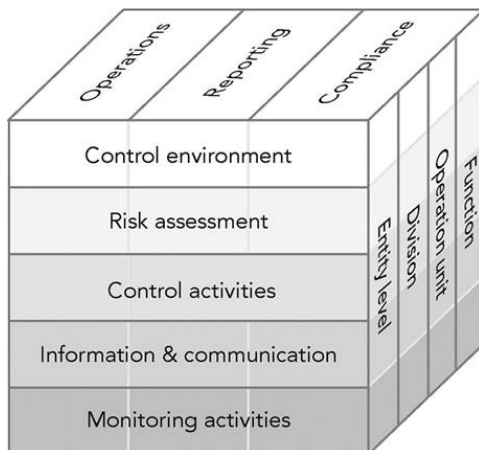 Operations
Reporting
Compliance
Control environment
Risk assessment
Control activities
Information & communication
Monitoring activities
Entity level
Division
Operation unit
Function